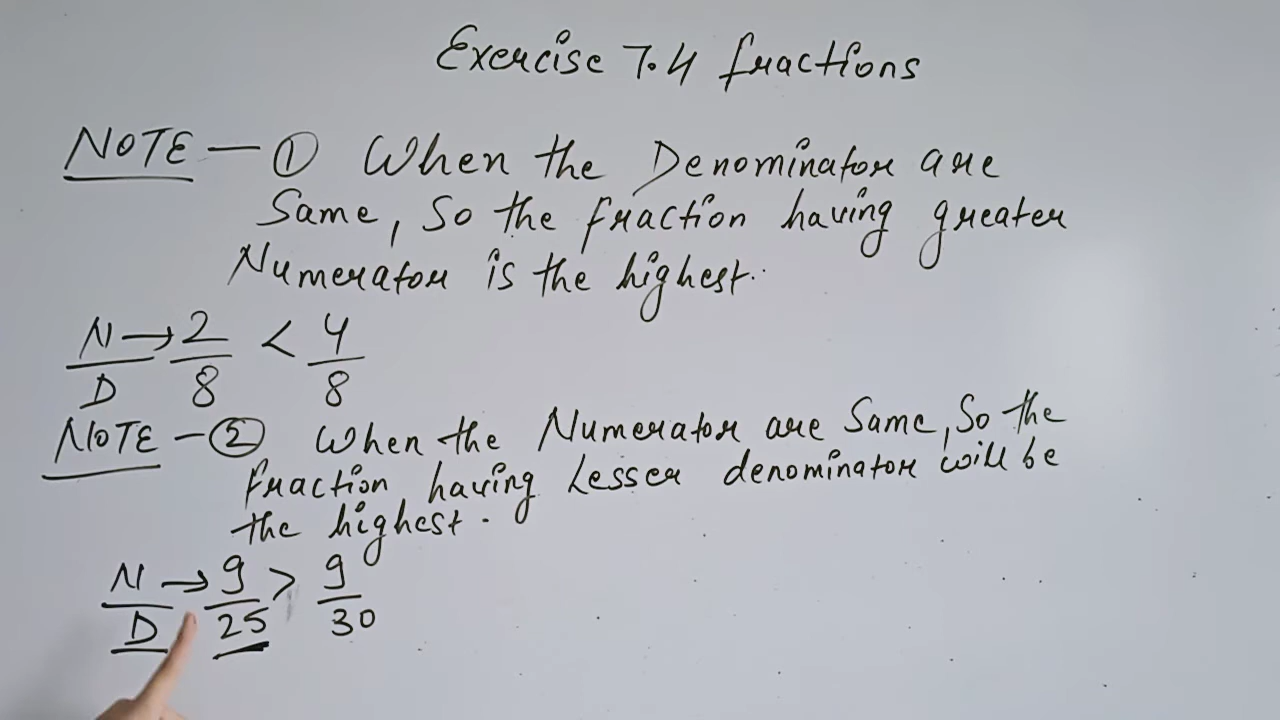 Exercise 7.4 fractions
NOTE — ① When the Denominator are
Same, So the fraction having greater
Numerator is the highest.
N/D → 2/8 < 4/8
NOTE - ② When the Numerator are Same, So the
fraction, having Lesser denominator will be
the highest.
N/D → 9/25 > 9/30